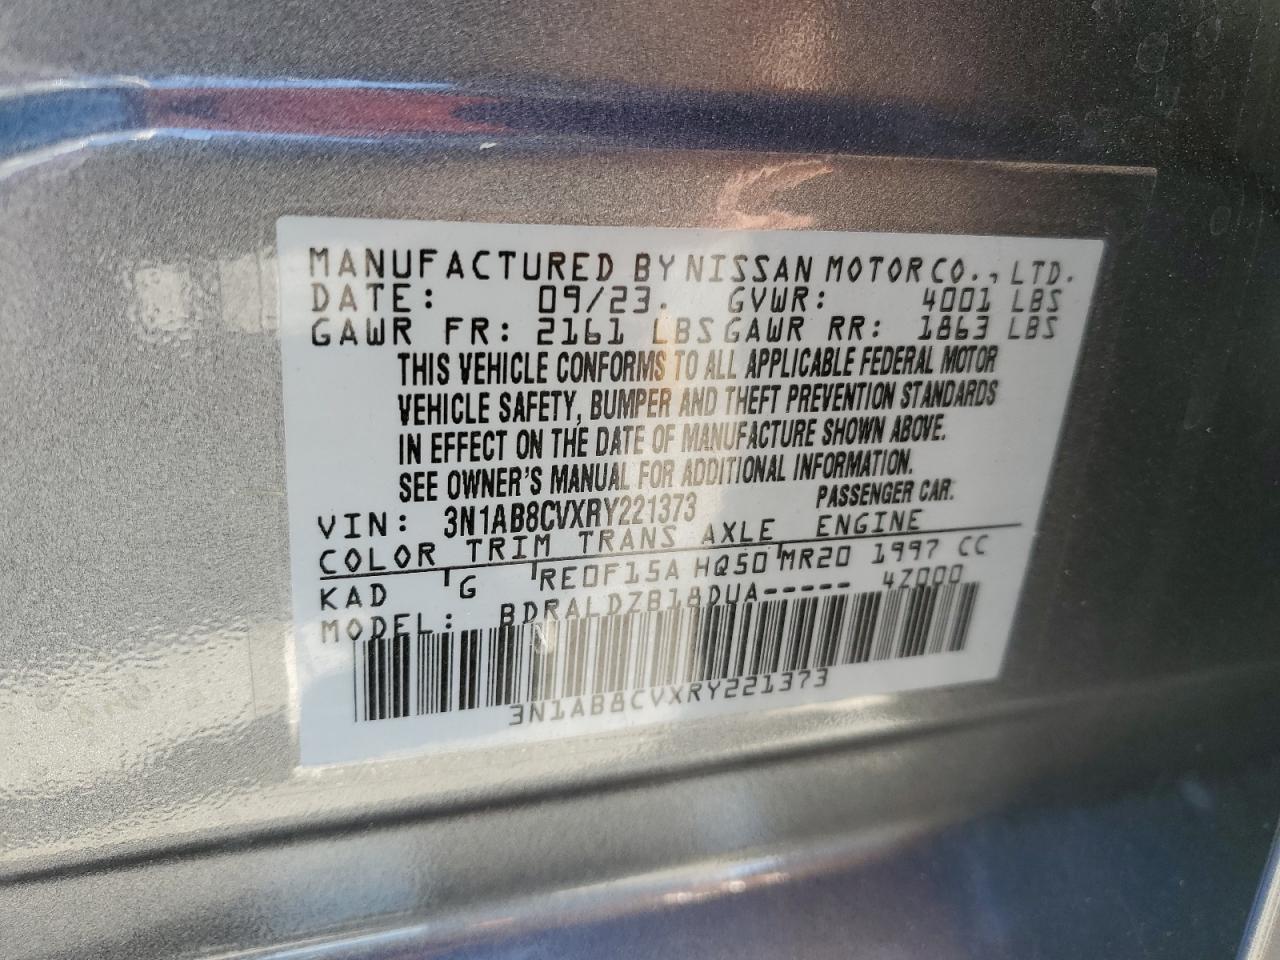 MANUFACTURED BY NISSAN MOTOR CO., LTD.
DATE: 09/23. GVWR: 4001 LBS
GAWR FR: 2161 LBS GAWR RR: 1863 LBS
THIS VEHICLE CONFORMS TO ALL APPLICABLE FEDERAL MOTOR
VEHICLE SAFETY, BUMPER AND THEFT PREVENTION STANDARDS
IN EFFECT ON THE DATE OF MANUFACTURE SHOWN ABOVE.
SEE OWNER'S MANUAL FOR ADDITIONAL INFORMATION.
PASSENGER CAR.
VIN: 3N1AB8CVXRY221373
COLOR TRIM TRANS AXLE ENGINE
KAD G RE0F15A HQ50 MR20 1997 CC
MODEL: BDRALDZB18DUA----- 4Z000
3N1AB8CVXRY221373